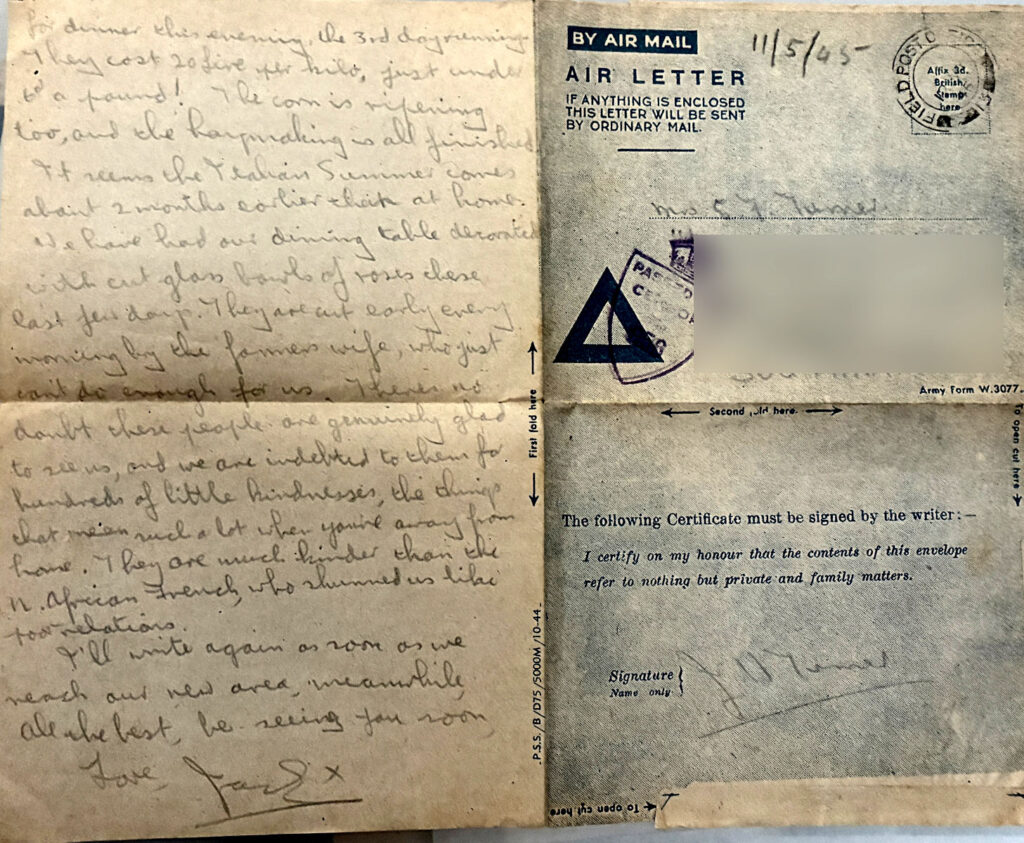 for dinner this evening, the 3rd day running.
They cost 20 lire per kilo, just under
6d a pound! The corn is ripening
too, and the haymaking is all finished
It seems the Italian Summer comes
about 2 months earlier than at home.
We have had our dining table decorated
with cut glass bowls of roses these
last few days. They are cut early every
morning by the farmers wife, who just
can't do enough for us. There's no
doubt these people are genuinely glad
to see us, and we are indebted to them for
hundreds of little kindnesses, the things
that mean such a lot when you're away from
home. They are much kinder than the
N. African French, who shunned us like
poor relations.
I'll write again as soon as we
reach our new area, meanwhile
all the best, be seeing you soon
Love, Jack x
First fold here
P.S.S./B/D75/5000M/10-44.
BY AIR MAIL
11/5/45
AIR LETTER
IF ANYTHING IS ENCLOSED
THIS LETTER WILL BE SENT
BY ORDINARY MAIL.
FIELD POST
Affix 3d.
British
Stamps
here
Turner
PASSED
Army Form W.3077.
Second fold here.
To open cut here
The following Certificate must be signed by the writer:—
I certify on my honour that the contents of this envelope
refer to nothing but private and family matters.
Signature
Name only
Turner
To open cut here